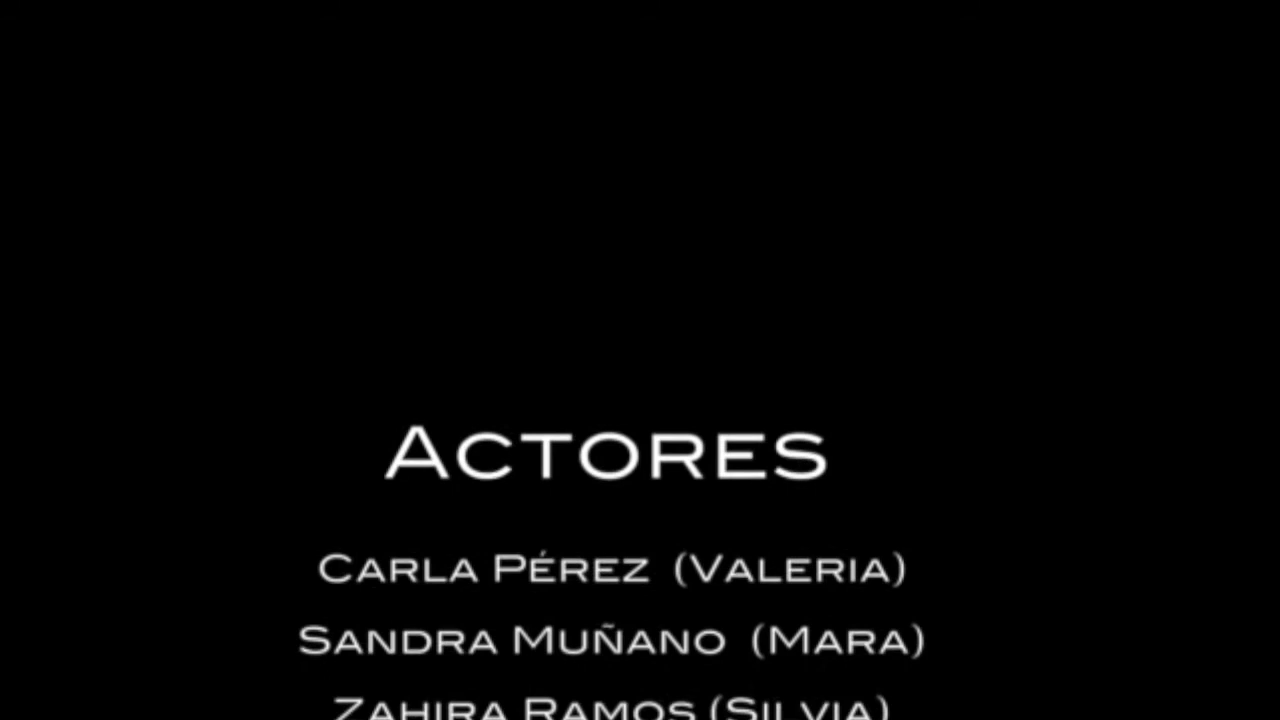 ACTORES
CARLA PÉREZ (VALERIA)
SANDRA MUÑANO (MARA)
ZAHIRA RAMOS (SILVIA)